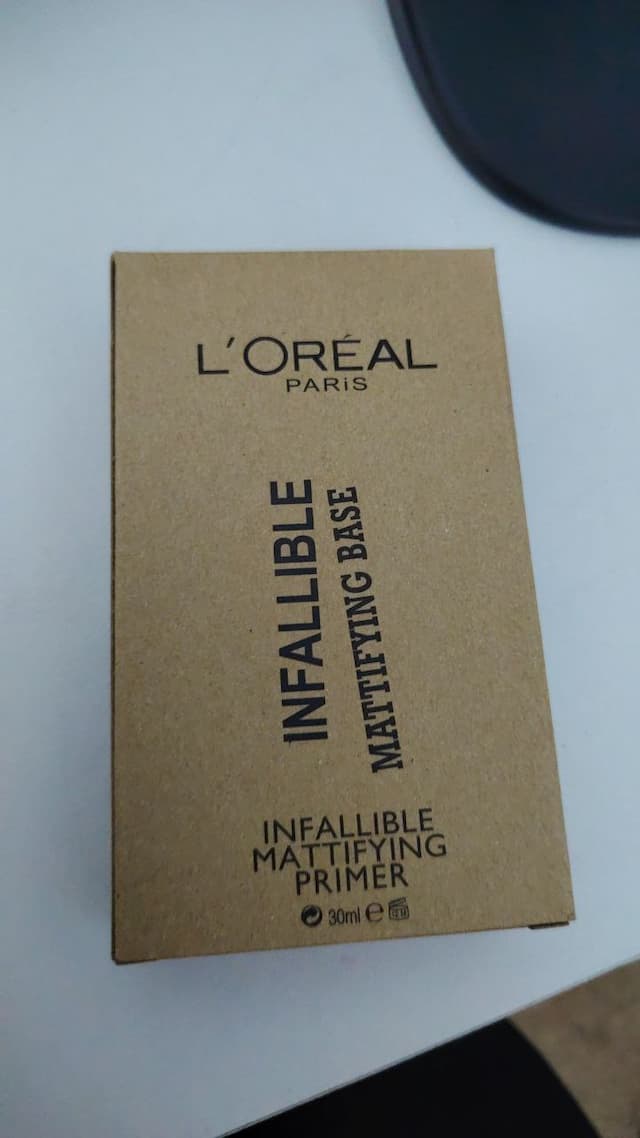 L'ORÉAL
PARiS
INFALLIBLE
MATTIFYING BASE
INFALLIBLE
MATTIFYING
PRIMER
30ml e